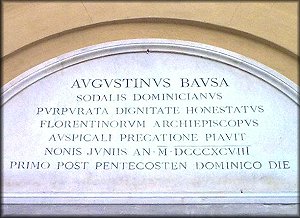 AVGVSTINVS BAVSA
SODALIS DOMINICIANVS
PVRPVRATA DIGNITATE HONESTATVS
FLORENTINORVM ARCHIEPISCOPVS
AVSPICALI PRECATIONE PIAVIT
NONIS JVNIIS AN·M·DCCCXCVIII
PRIMO POST PENTECOSTEN DOMINICO DIE